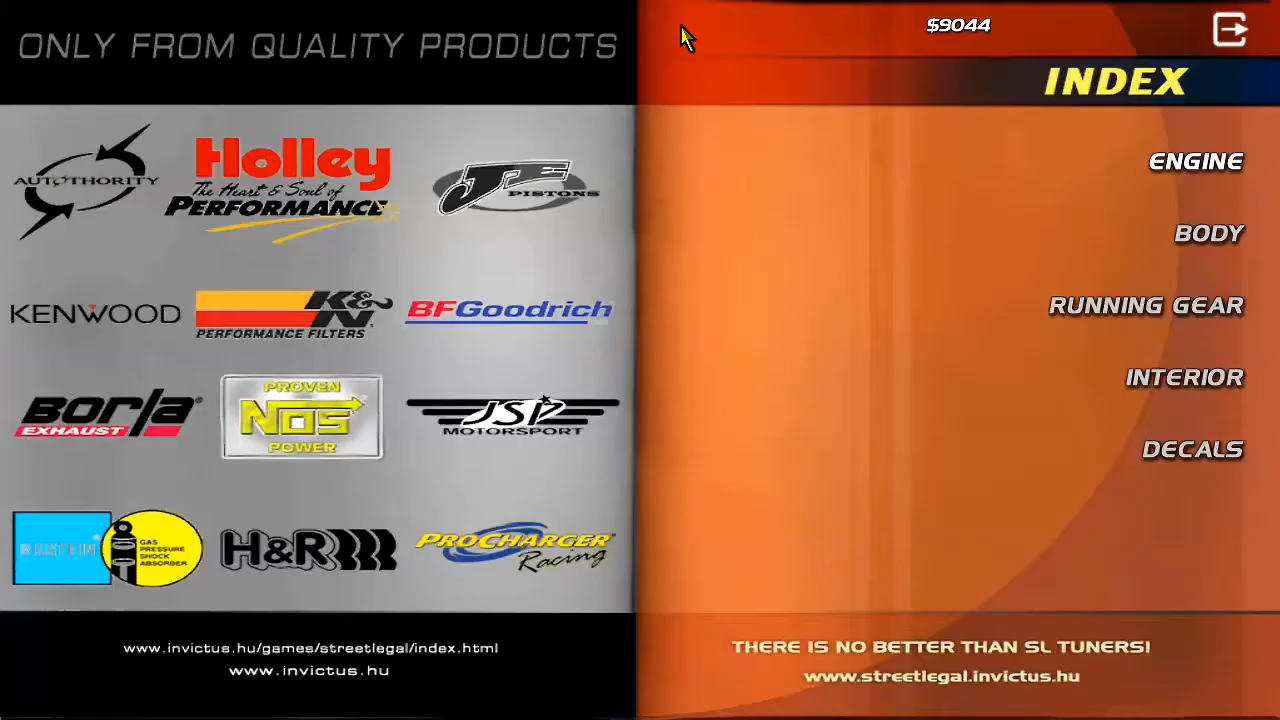 ONLY FROM QUALITY PRODUCTS
AUTOTHORITY
Holley
The Heart & Soul of
PERFORMANCE
JE
PISTONS
KENWOOD
K&N
PERFORMANCE FILTERS
BFGoodrich
Borla
EXHAUST
PROVEN
NOS
POWER
JSP
MOTORSPORT
BILSTEIN
GAS
PRESSURE
SHOCK
ABSORBER
H&R
PROCHARGER
Racing
www.invictus.hu/games/streetlegal/index.html
www.invictus.hu
$9044
INDEX
ENGINE
BODY
RUNNING GEAR
INTERIOR
DECALS
THERE IS NO BETTER THAN SL TUNERS!
www.streetlegal.invictus.hu